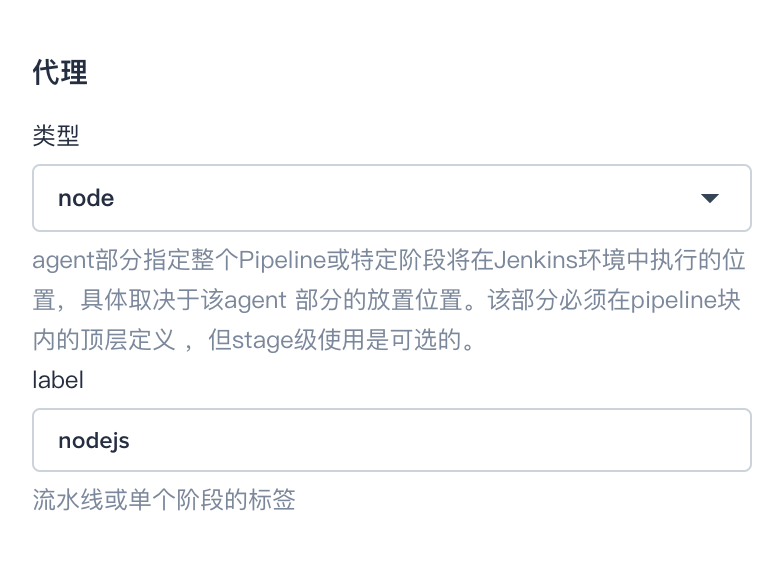 代理
类型
node
agent部分指定整个Pipeline或特定阶段将在Jenkins环境中执行的位
置，具体取决于该agent 部分的放置位置。该部分必须在pipeline块
内的顶层定义 ，但stage级使用是可选的。
label
nodejs
流水线或单个阶段的标签